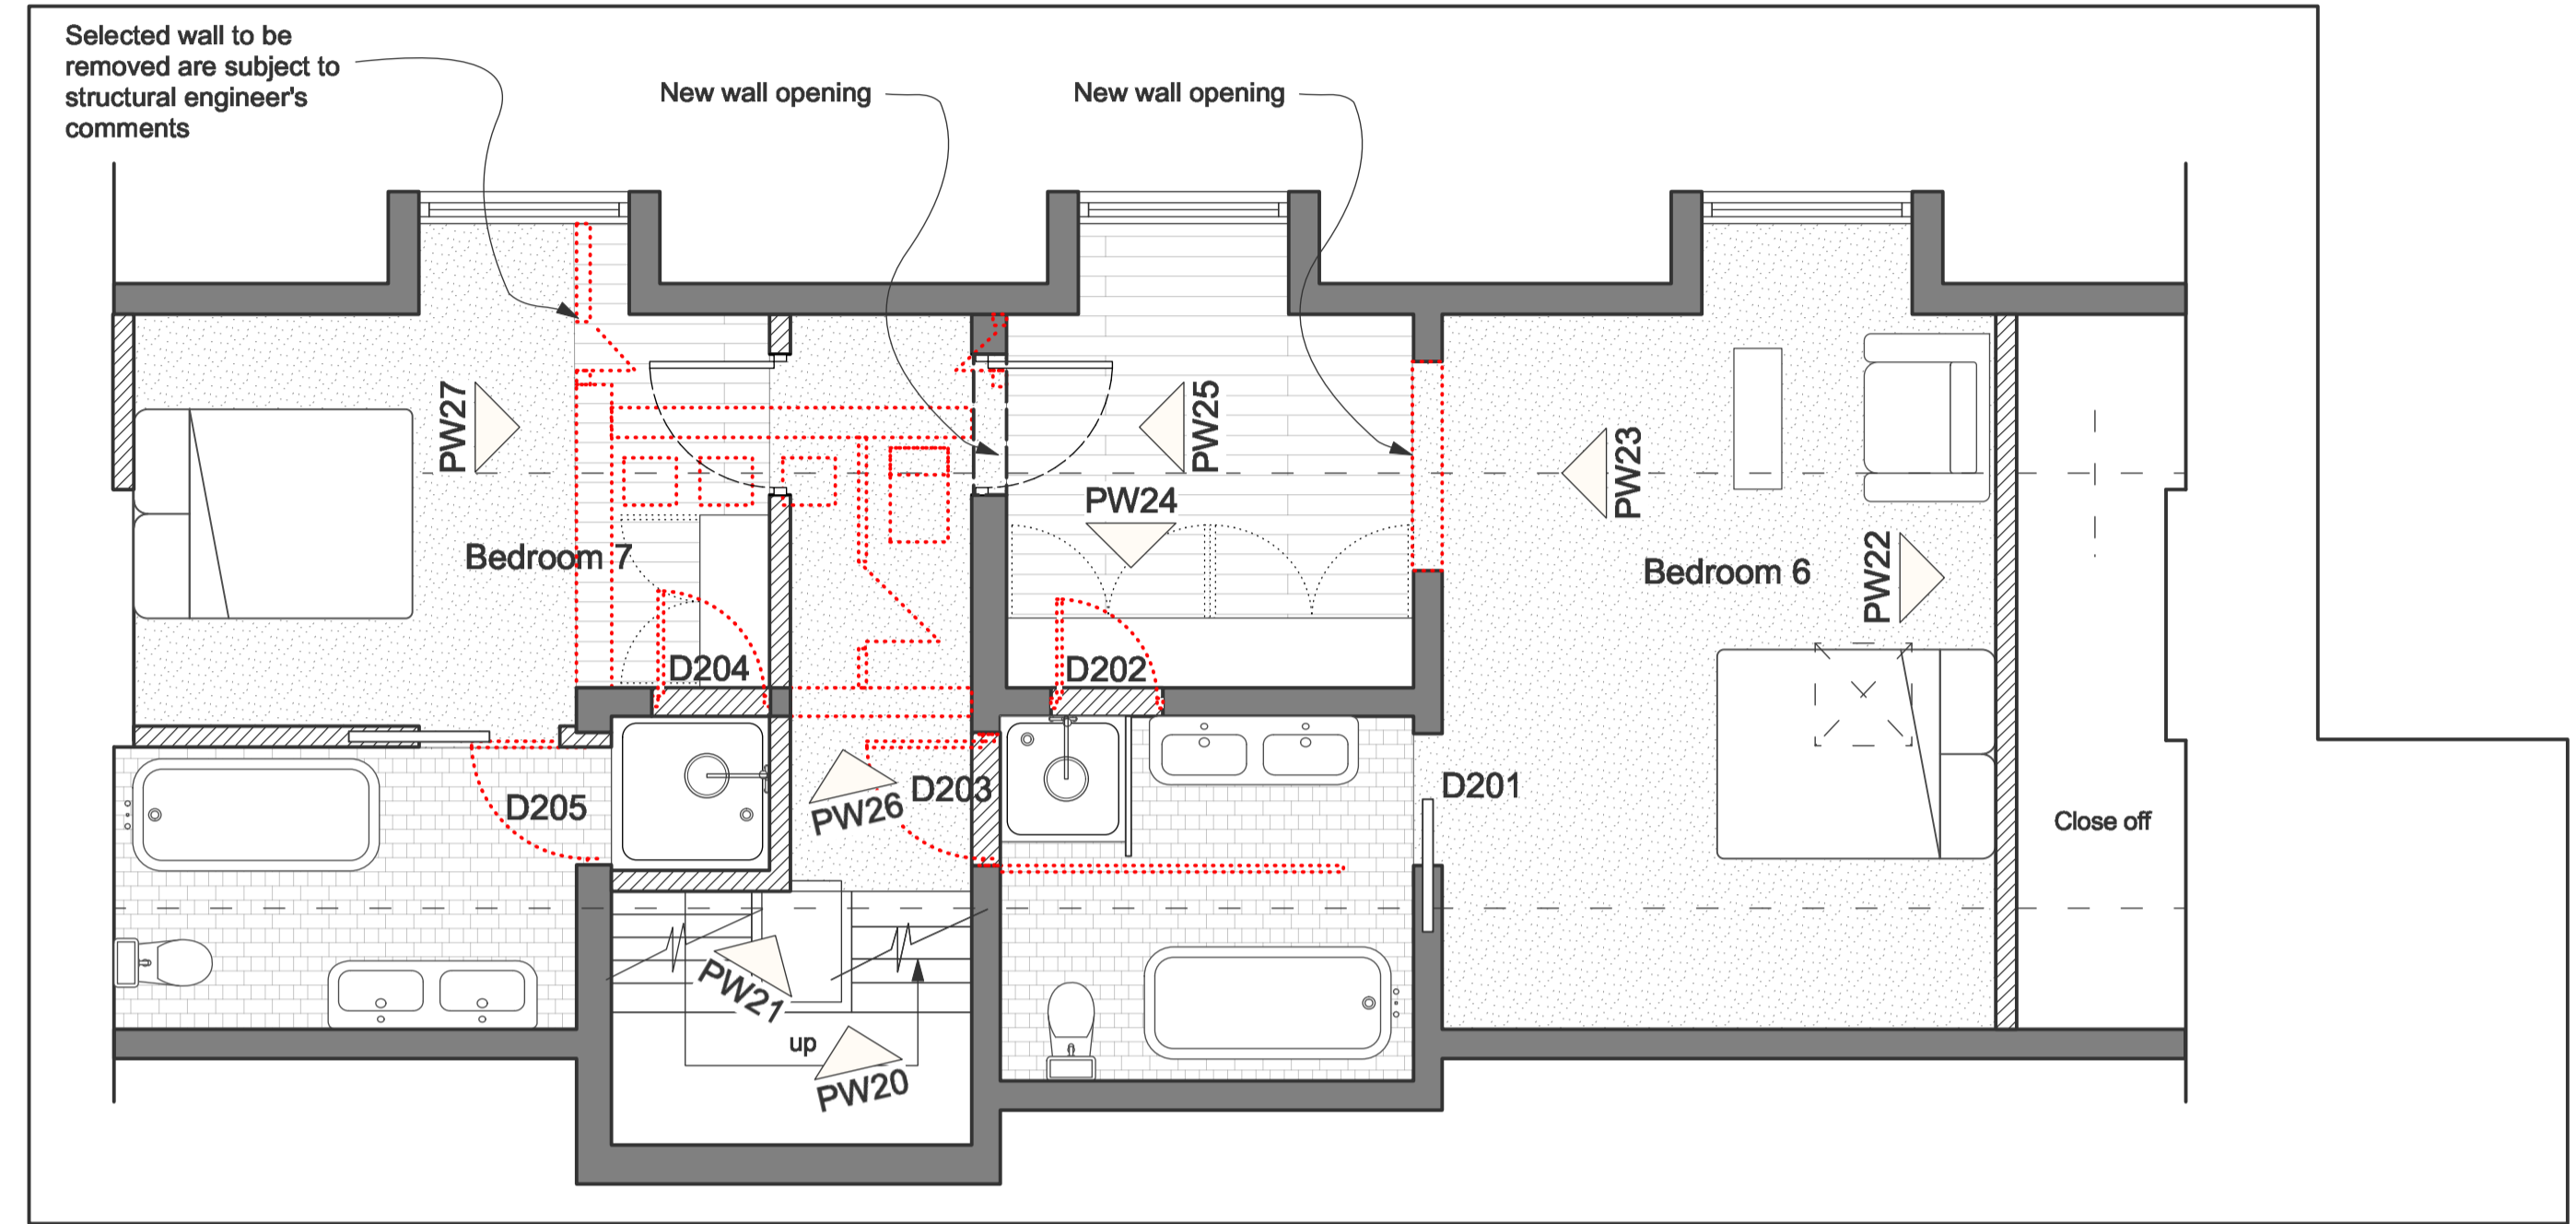 Selected wall to be
removed are subject to
structural engineer's
comments
New wall opening
New wall opening
PW27
PW25
PW23
PW24
Bedroom 7
Bedroom 6
PW22
D204
D202
D205
PW26
D203
D201
Close off
PW21
up
PW20